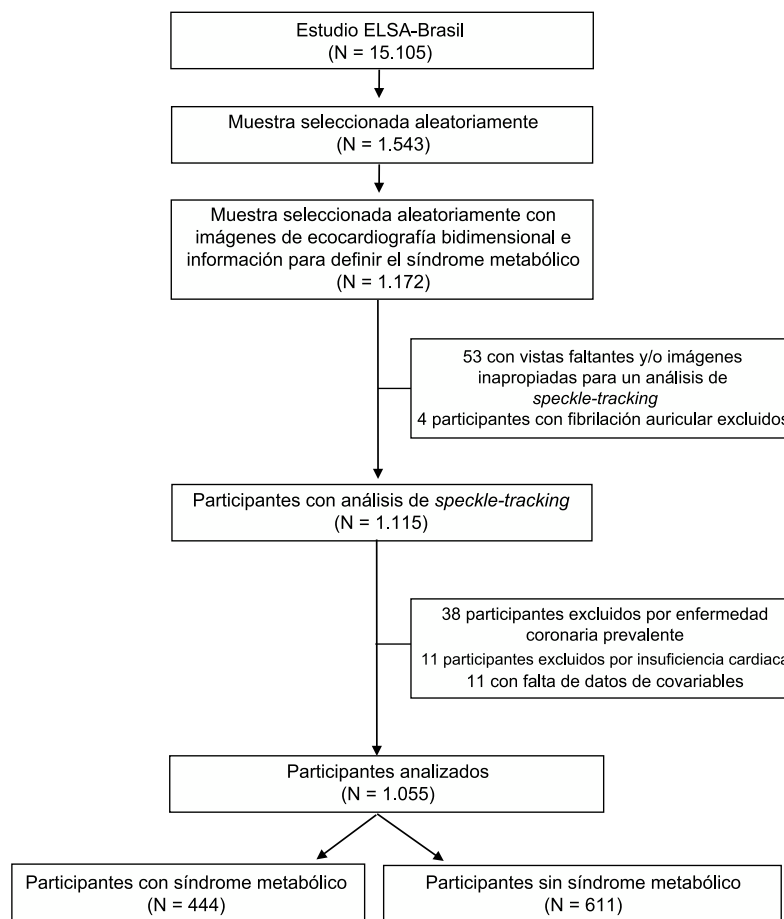 Estudio ELSA-Brasil
(N = 15.105)
Muestra seleccionada aleatoriamente
(N = 1.543)
Muestra seleccionada aleatoriamente con
imágenes de ecocardiografía bidimensional e
información para definir el síndrome metabólico
(N = 1.172)
53 con vistas faltantes y/o imágenes
inapropiadas para un análisis de
speckle-tracking
4 participantes con fibrilación auricular excluidos
Participantes con análisis de speckle-tracking
(N = 1.115)
38 participantes excluidos por enfermedad
coronaria prevalente
11 participantes excluidos por insuficiencia cardiaca
11 con falta de datos de covariables
Participantes analizados
(N = 1.055)
Participantes con síndrome metabólico
(N = 444)
Participantes sin síndrome metabólico
(N = 611)